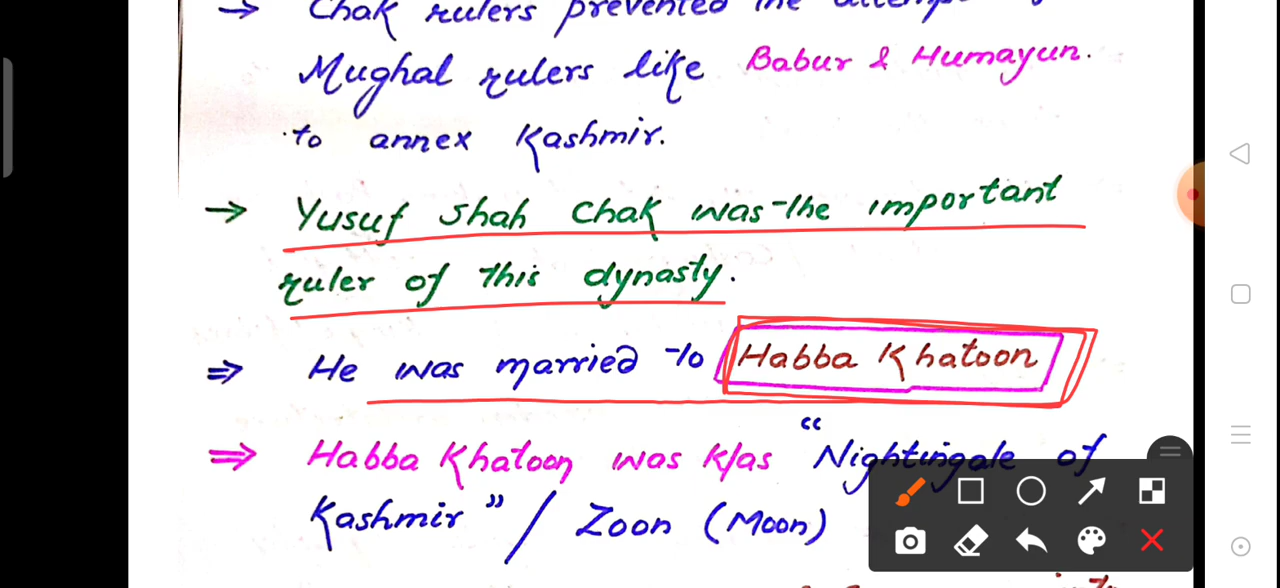 → Chak rulers prevented the attempt
Mughal rulers like Babur & Humayun.
to annex Kashmir.
→ Yusuf Shah Chak was the important
ruler of this dynasty.
⇒ He was married to Habba Khatoon
⇒ Habba Khatoon was k/as "Nightingale of
Kashmir" / Zoon (Moon)